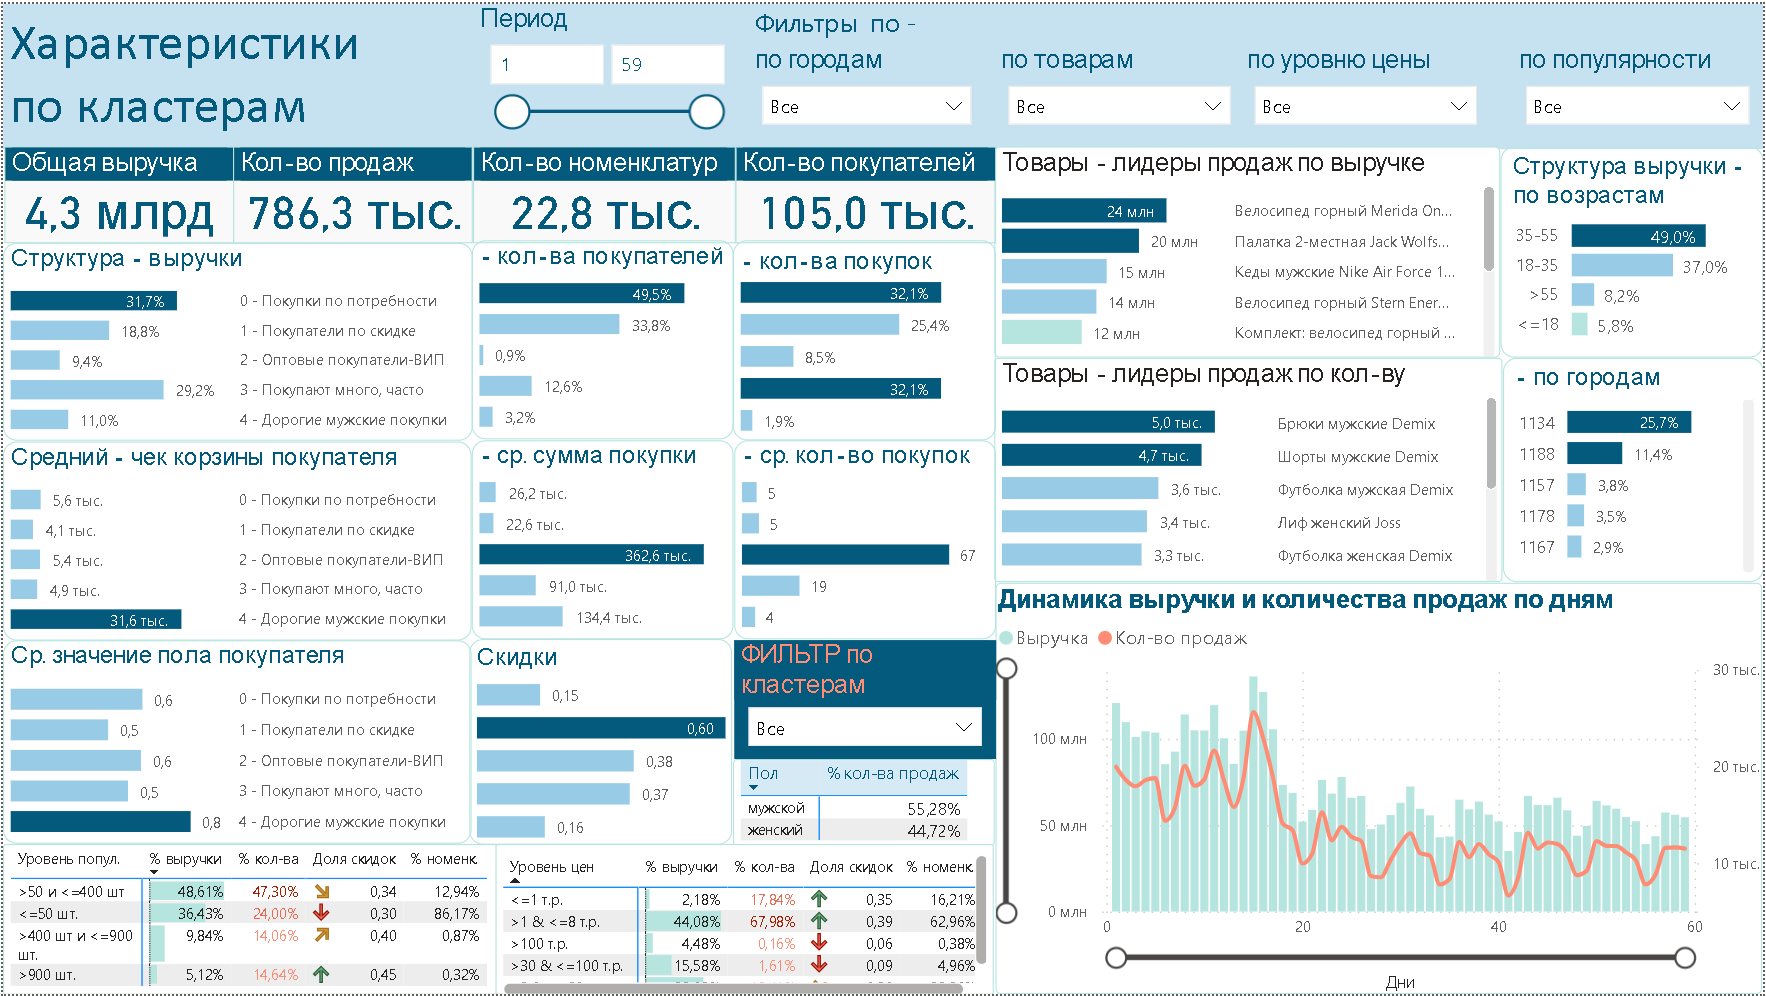 Характеристики
по кластерам
Период
1
59
Фильтры по -
по городам
по товарам
по уровню цены
по популярности
Все
Все
Все
Все
Общая выручка
Кол-во продаж
Кол-во номенклатур
Кол-во покупателей
4,3 млрд
786,3 тыс.
22,8 тыс.
105,0 тыс.
Структура - выручки
31,7%
0 - Покупки по потребности
18,8%
1 - Покупатели по скидке
9,4%
2 - Оптовые покупатели-ВИП
29,2%
3 - Покупают много, часто
11,0%
4 - Дорогие мужские покупки
- кол-ва покупателей
49,5%
33,8%
0,9%
12,6%
3,2%
- кол-ва покупок
32,1%
25,4%
8,5%
32,1%
1,9%
Товары - лидеры продаж по выручке
24 млн
Велосипед горный Merida On...
20 млн
Палатка 2-местная Jack Wolfs...
15 млн
Кеды мужские Nike Air Force 1...
14 млн
Велосипед горный Stern Ener...
12 млн
Комплект: велосипед горный ...
Структура выручки -
по возрастам
35-55
49,0%
18-35
37,0%
>55
8,2%
<=18
5,8%
Средний - чек корзины покупателя
5,6 тыс.
0 - Покупки по потребности
4,1 тыс.
1 - Покупатели по скидке
5,4 тыс.
2 - Оптовые покупатели-ВИП
4,9 тыс.
3 - Покупают много, часто
31,6 тыс.
4 - Дорогие мужские покупки
- ср. сумма покупки
26,2 тыс.
22,6 тыс.
362,6 тыс.
91,0 тыс.
134,4 тыс.
- ср. кол-во покупок
5
5
67
19
4
Товары - лидеры продаж по кол-ву
5,0 тыс.
Брюки мужские Demix
4,7 тыс.
Шорты мужские Demix
3,6 тыс.
Футболка мужская Demix
3,4 тыс.
Лиф женский Joss
3,3 тыс.
Футболка женская Demix
- по городам
1134
25,7%
1188
11,4%
1157
3,8%
1178
3,5%
1167
2,9%
Ср. значение пола покупателя
0,6
0 - Покупки по потребности
0,5
1 - Покупатели по скидке
0,6
2 - Оптовые покупатели-ВИП
0,5
3 - Покупают много, часто
0,8
4 - Дорогие мужские покупки
Скидки
0,15
0,60
0,38
0,37
0,16
ФИЛЬТР по
кластерам
Все
Пол % кол-ва продаж
мужской 55,28%
женский 44,72%
Динамика выручки и количества продаж по дням
Выручка Кол-во продаж
100 млн
50 млн
0 млн
30 тыс.
20 тыс.
10 тыс.
0 20 40 60
Дни
Уровень попул. % выручки % кол-ва Доля скидок % номенк.
>50 и <=400 шт 48,61% 47,30% 0,34 12,94%
<=50 шт. 36,43% 24,00% 0,30 86,17%
>400 шт и <=900
шт.
9,84% 14,06% 0,40 0,87%
>900 шт. 5,12% 14,64% 0,45 0,32%
Уровень цен % выручки % кол-ва Доля скидок % номенк
<=1 т.р. 2,18% 17,84% 0,35 16,21%
>1 & <=8 т.р. 44,08% 67,98% 0,39 62,96%
>100 т.р. 4,48% 0,16% 0,06 0,38%
>30 & <=100 т.р. 15,58% 1,61% 0,09 4,96%